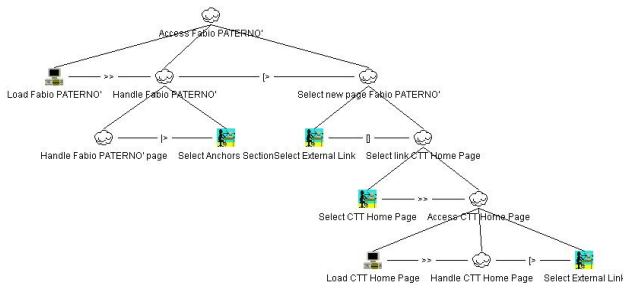 Access Fabio PATERNO'
>> [>
Load Fabio PATERNO' Handle Fabio PATERNO' Select new page Fabio PATERNO'
|> []
Handle Fabio PATERNO' page Select Anchors Section Select External Link Select link CTT Home Page
>>
Select CTT Home Page Access CTT Home Page
>> [>
Load CTT Home Page Handle CTT Home Page Select External Link